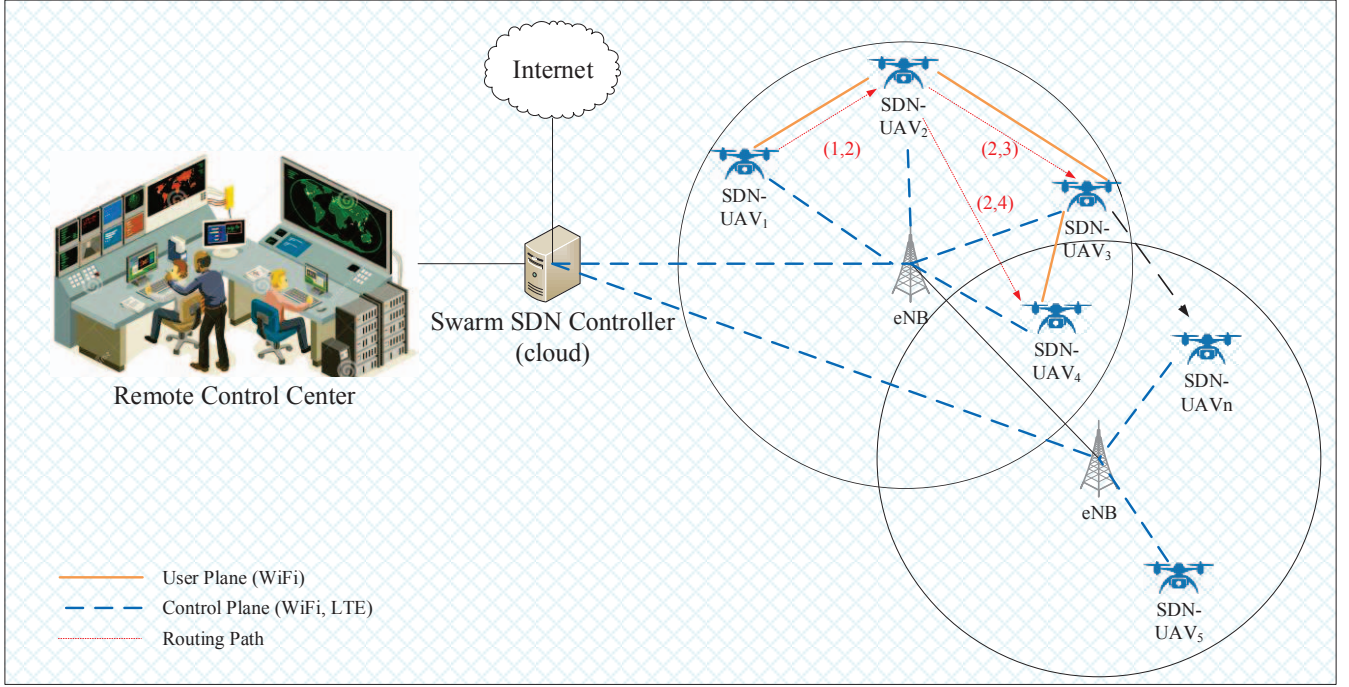 Internet
SDN-
UAV2
(1,2)
(2,3)
SDN-
UAV1
(2,4)
SDN-
UAV3
Swarm SDN Controller
(cloud)
eNB
SDN-
UAV4
SDN-
UAVn
Remote Control Center
eNB
User Plane (WiFi)
Control Plane (WiFi, LTE)
Routing Path
SDN-
UAV5